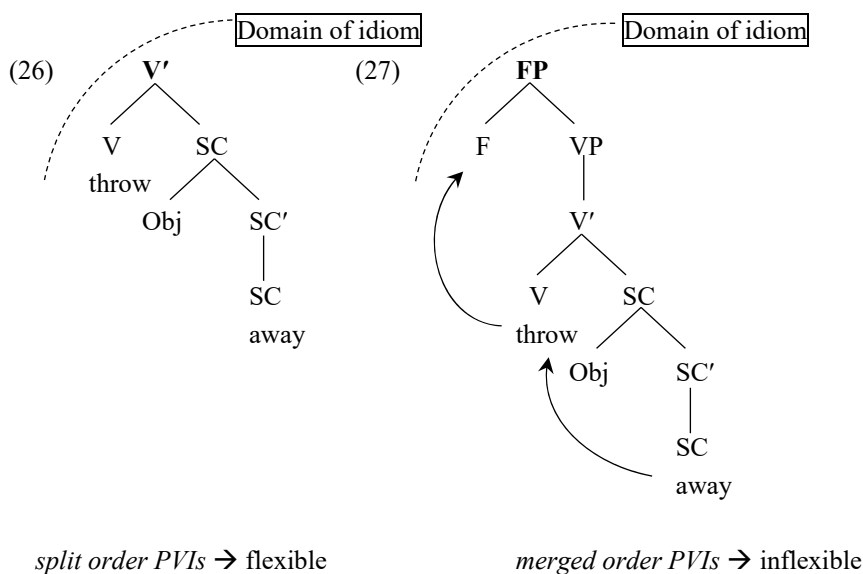 Domain of idiom Domain of idiom
(26) V′ (27) FP
V SC F VP
throw
Obj SC′ V′
SC V SC
away throw
Obj SC′
SC
away
split order PVIs → flexible merged order PVIs → inflexible